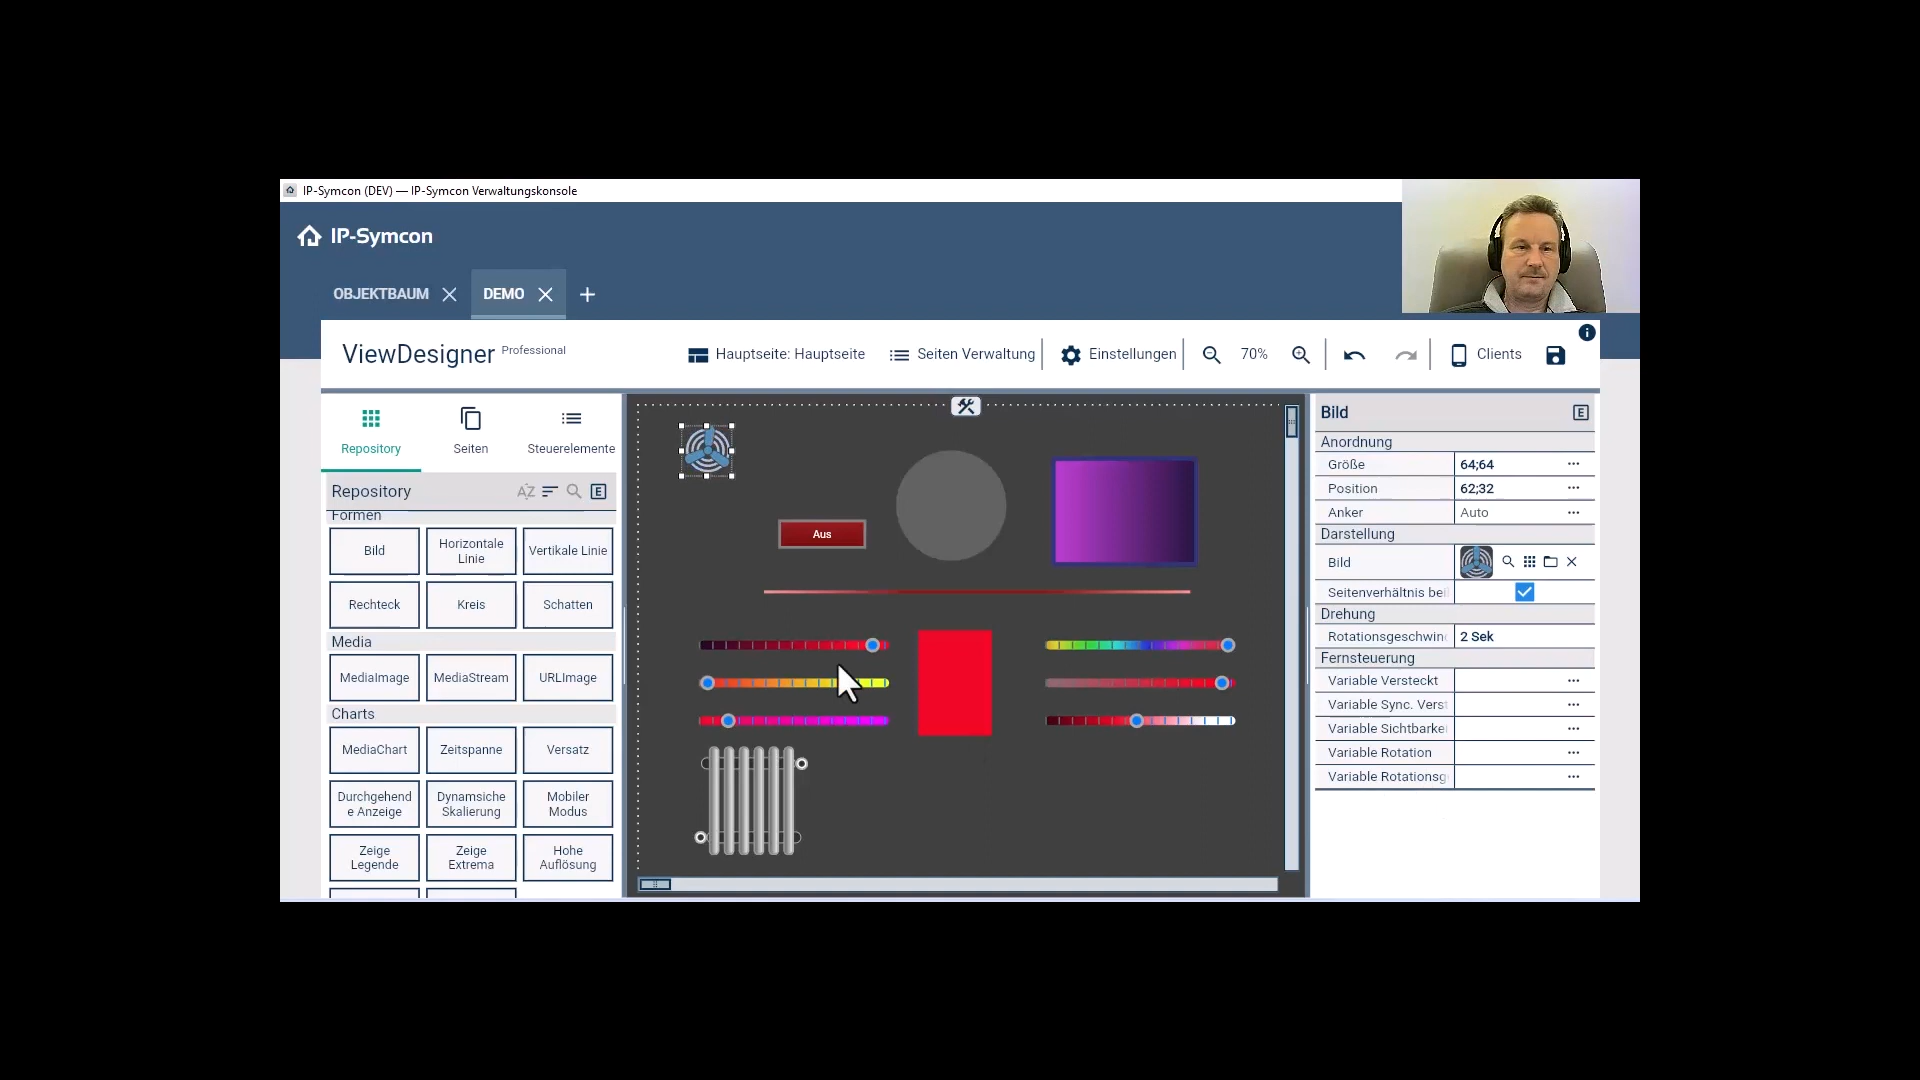 IP-Symcon (DEV) — IP-Symcon Verwaltungskonsole
IP-Symcon
OBJEKTBAUM
DEMO
ViewDesigner Professional
Hauptseite: Hauptseite
Seiten Verwaltung
Einstellungen
70%
Clients
Repository
Seiten
Steuerelemente
Repository
AZ
E
Formen
Bild
Horizontale
Linie
Vertikale Linie
Rechteck
Kreis
Schatten
Media
MediaImage
MediaStream
URLImage
Charts
MediaChart
Zeitspanne
Versatz
Durchgehend
e Anzeige
Dynamsiche
Skalierung
Mobiler
Modus
Zeige
Legende
Zeige
Extrema
Hohe
Auflösung
Aus
Bild
E
Anordnung
Größe 64;64
Position 62;32
Anker Auto
Darstellung
Bild
Seitenverhältnis bei
Drehung
Rotationsgeschwin 2 Sek
Fernsteuerung
Variable Versteckt
Variable Sync. Vers
Variable Sichtbarkei
Variable Rotation
Variable Rotationsg